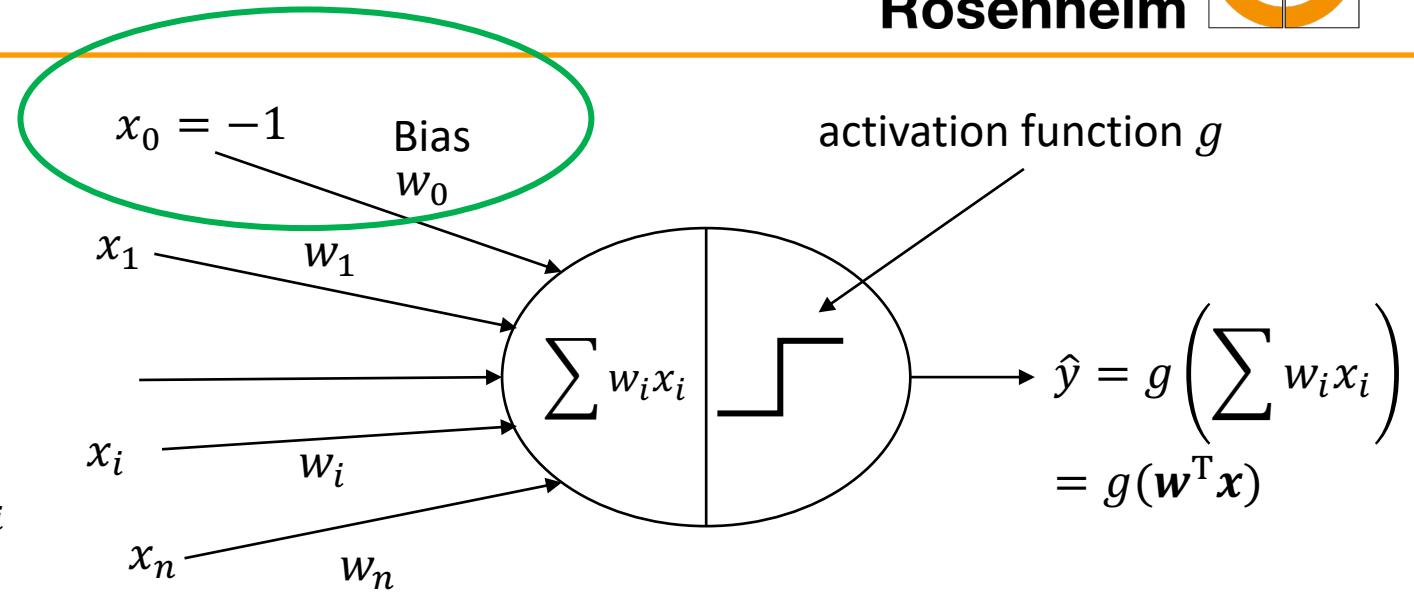 Rosenheim
x₀ = −1
Bias
w₀
activation function g
x₁
w₁
∑ wᵢxᵢ
ŷ = g(∑ wᵢxᵢ)
= g(𝒘ᵀ𝒙)
xᵢ
wᵢ
i
xₙ
wₙ